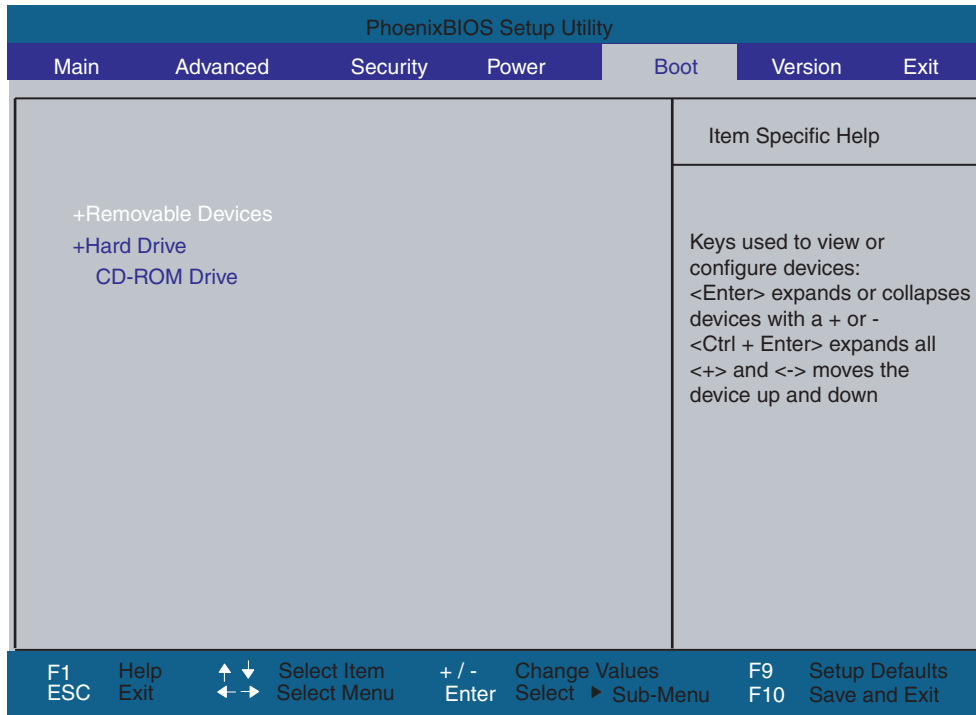 PhoenixBIOS Setup Utility
Main Advanced Security Power Boot Version Exit
+Removable Devices
+Hard Drive
CD-ROM Drive
Item Specific Help
Keys used to view or
configure devices:
<Enter> expands or collapses
devices with a + or -
<Ctrl + Enter> expands all
<+> and <-> moves the
device up and down
F1 Help ↑ ↓ Select Item + / - Change Values F9 Setup Defaults
ESC Exit ← → Select Menu Enter Select ▶ Sub-Menu F10 Save and Exit